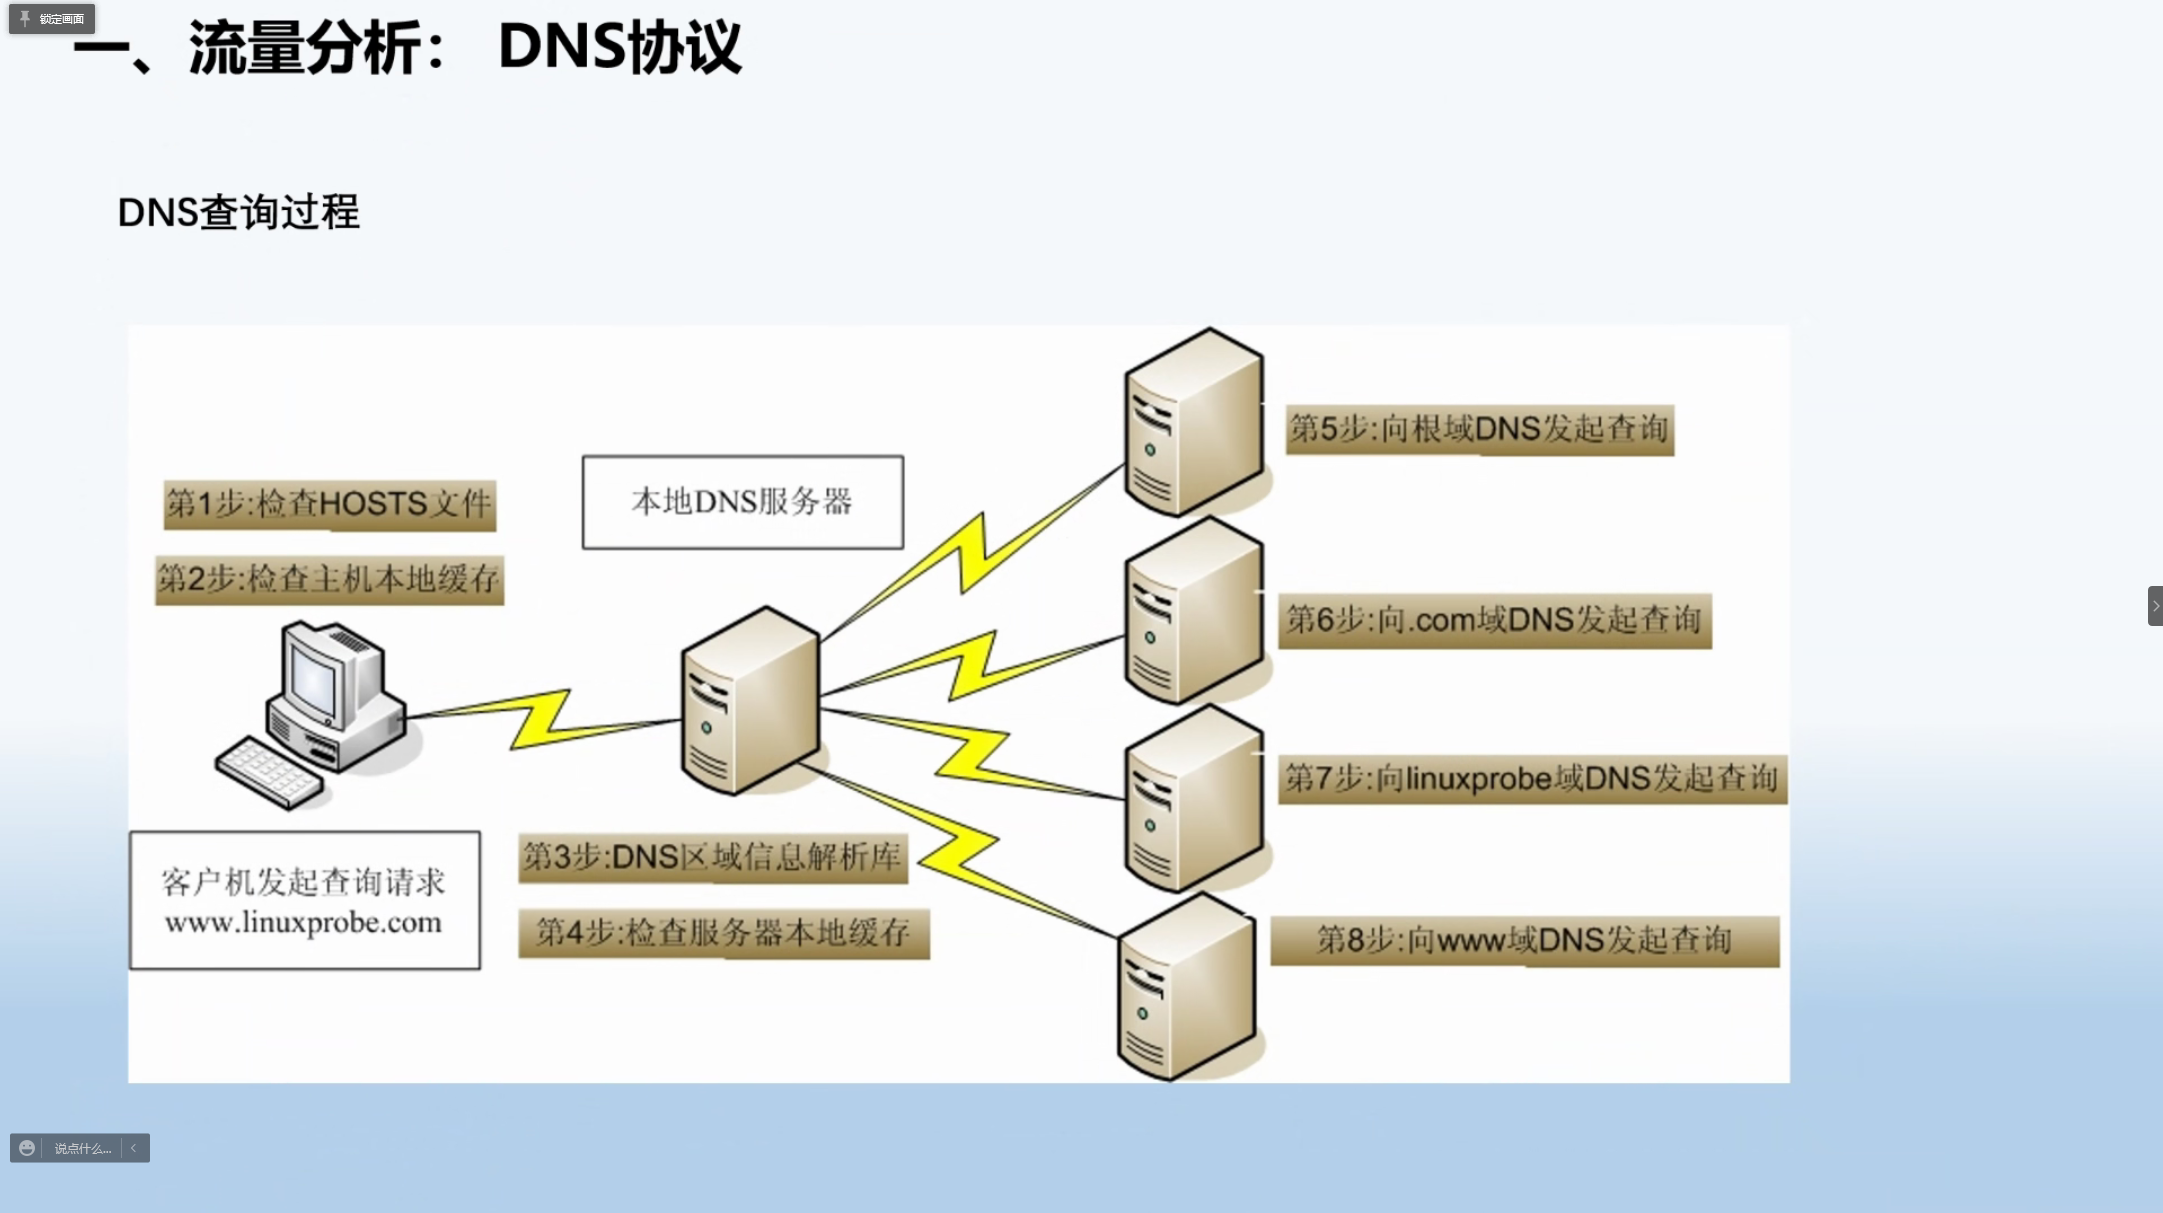 锁定画面
一、流量分析： DNS协议
DNS查询过程
第1步:检查HOSTS文件
第2步:检查主机本地缓存
本地DNS服务器
第5步:向根域DNS发起查询
第6步:向.com域DNS发起查询
第7步:向linuxprobe域DNS发起查询
第8步:向www域DNS发起查询
客户机发起查询请求
www.linuxprobe.com
第3步:DNS区域信息解析库
第4步:检查服务器本地缓存
说点什么...